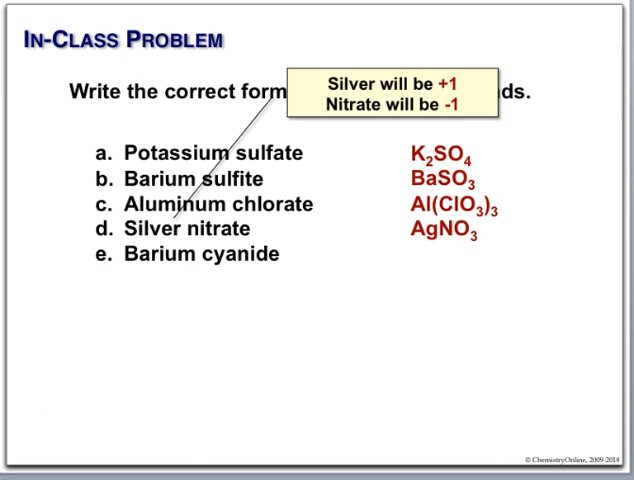 IN-CLASS PROBLEM
Silver will be +1
Nitrate will be -1
Write the correct form ds.
a. Potassium sulfate K₂SO₄
b. Barium sulfite BaSO₃
c. Aluminum chlorate Al(ClO₃)₃
d. Silver nitrate AgNO₃
e. Barium cyanide
© ChemistryOnline, 2009-2018